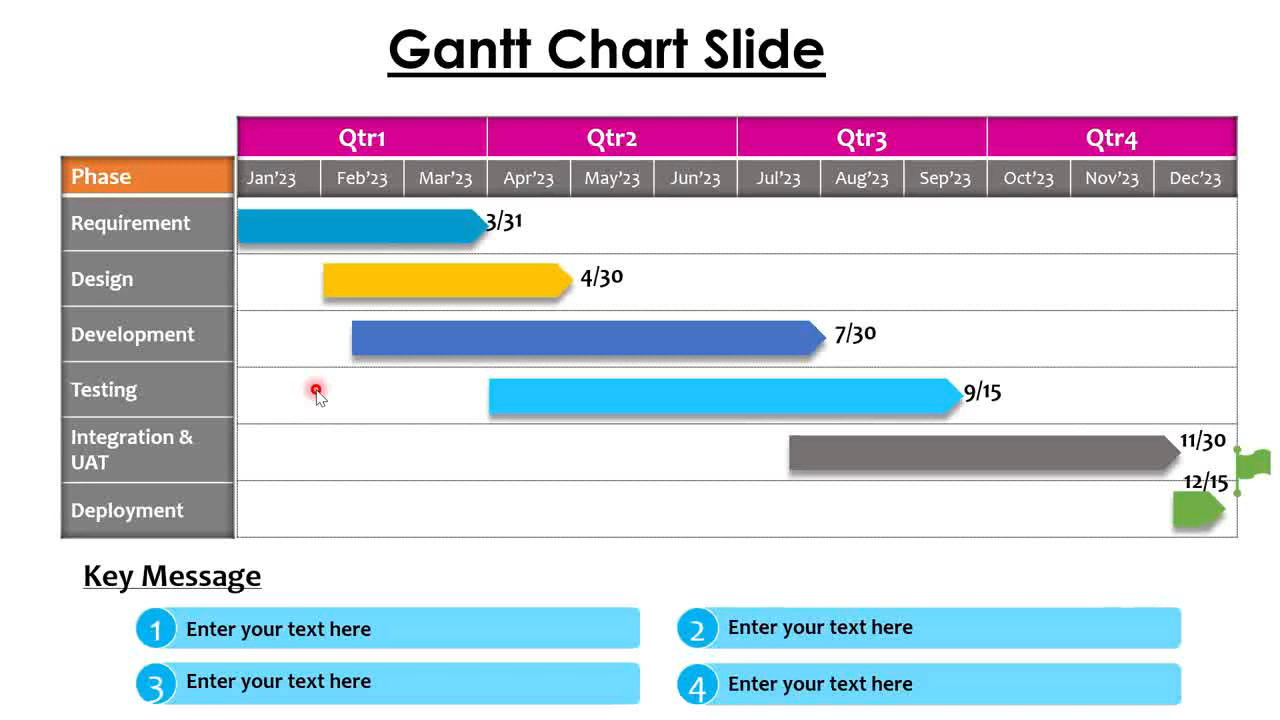 Gantt Chart Slide
Qtr1 Qtr2 Qtr3 Qtr4
Phase Jan’23 Feb’23 Mar’23 Apr’23 May’23 Jun’23 Jul’23 Aug’23 Sep’23 Oct’23 Nov’23 Dec’23
Requirement 3/31
Design 4/30
Development 7/30
Testing 9/15
Integration &
UAT 11/30
Deployment 12/15
Key Message
1 Enter your text here
2 Enter your text here
3 Enter your text here
4 Enter your text here